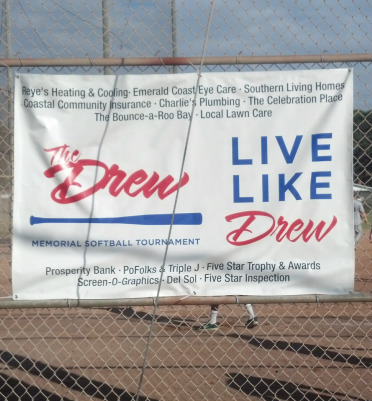 Reye's Heating & Cooling · Emerald Coast Eye Care · Southern Living Homes
Coastal Community Insurance · Charlie's Plumbing · The Celebration Place
The Bounce-a-Roo Bay · Local Lawn Care
The Drew
MEMORIAL SOFTBALL TOURNAMENT
LIVE
LIKE
Drew
Prosperity Bank · PoFolks & Triple J · Five Star Trophy & Awards
Screen-O-Graphics · Del Sol · Five Star Inspection